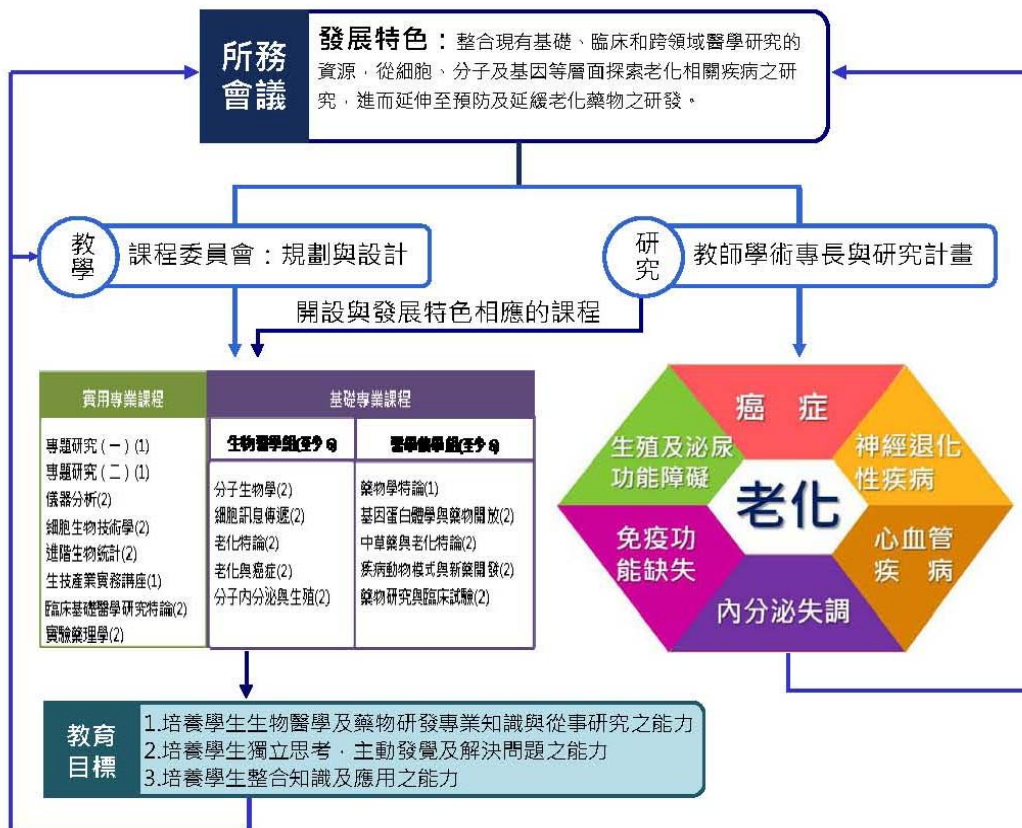 所務
會議
發展特色：整合現有基礎、臨床和跨領域醫學研究的
資源，從細胞、分子及基因等層面探索老化相關疾病之研
究，進而延伸至預防及延緩老化藥物之研發。
教學
課程委員會：規劃與設計
研究
教師學術專長與研究計畫
開設與發展特色相應的課程
實用專業課程
專題研究(一)(1)
專題研究(二)(1)
儀器分析(2)
細胞生物技術學(2)
進階生物統計(2)
生技產業實務講座(1)
臨床基礎醫學研究特論(2)
實驗藥理學(2)
基礎專業課程
生物醫學組(至少6)
分子生物學(2)
細胞訊息傳遞(2)
老化特論(2)
老化與癌症(2)
分子內分泌與生殖(2)
藥物學特論(1)
基因蛋白體學與藥物開放(2)
中草藥與老化特論(2)
疾病動物模式與新藥開發(2)
藥物研究與臨床試驗(2)
癌 症
生殖及泌尿
功能障礙
神經退化
性疾病
老化
免疫功
能缺失
心血管
疾 病
內分泌失調
教育
目標
1.培養學生生物醫學及藥物研發專業知識與從事研究之能力
2.培養學生獨立思考，主動發覺及解決問題之能力
3.培養學生整合知識及應用之能力